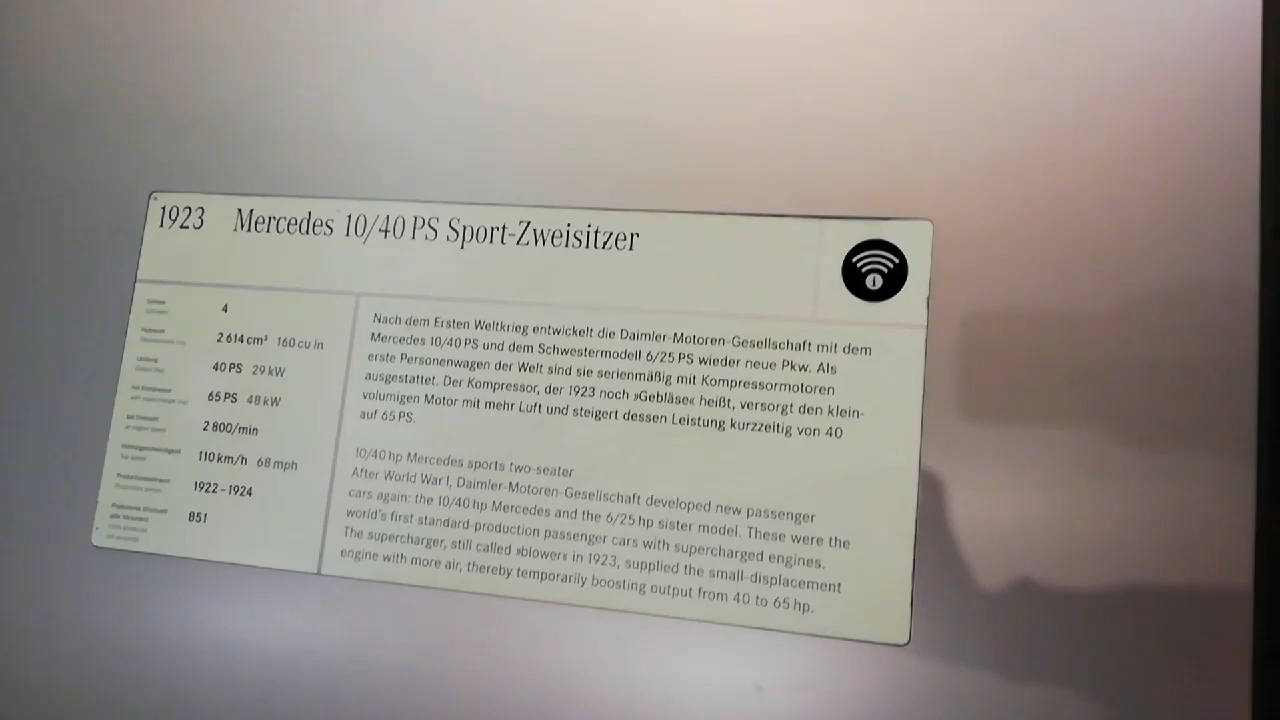 1923 Mercedes 10/40 PS Sport-Zweisitzer
4
2 614 cm³ 160 cu in
40 PS 29 kW
65 PS 48 kW
2 800/min
110 km/h 68 mph
1922 – 1924
851
Nach dem Ersten Weltkrieg entwickelt die Daimler-Motoren-Gesellschaft mit dem
Mercedes 10/40 PS und dem Schwestermodell 6/25 PS wieder neue Pkw. Als
erste Personenwagen der Welt sind sie serienmäßig mit Kompressormotoren
ausgestattet. Der Kompressor, der 1923 noch »Gebläse« heißt, versorgt den klein-
volumigen Motor mit mehr Luft und steigert dessen Leistung kurzzeitig von 40
auf 65 PS.
10/40 hp Mercedes sports two-seater
After World War I, Daimler-Motoren-Gesellschaft developed new passenger
cars again: the 10/40 hp Mercedes and the 6/25 hp sister model. These were the
world's first standard-production passenger cars with supercharged engines.
The supercharger, still called »blower« in 1923, supplied the small-displacement
engine with more air, thereby temporarily boosting output from 40 to 65 hp.